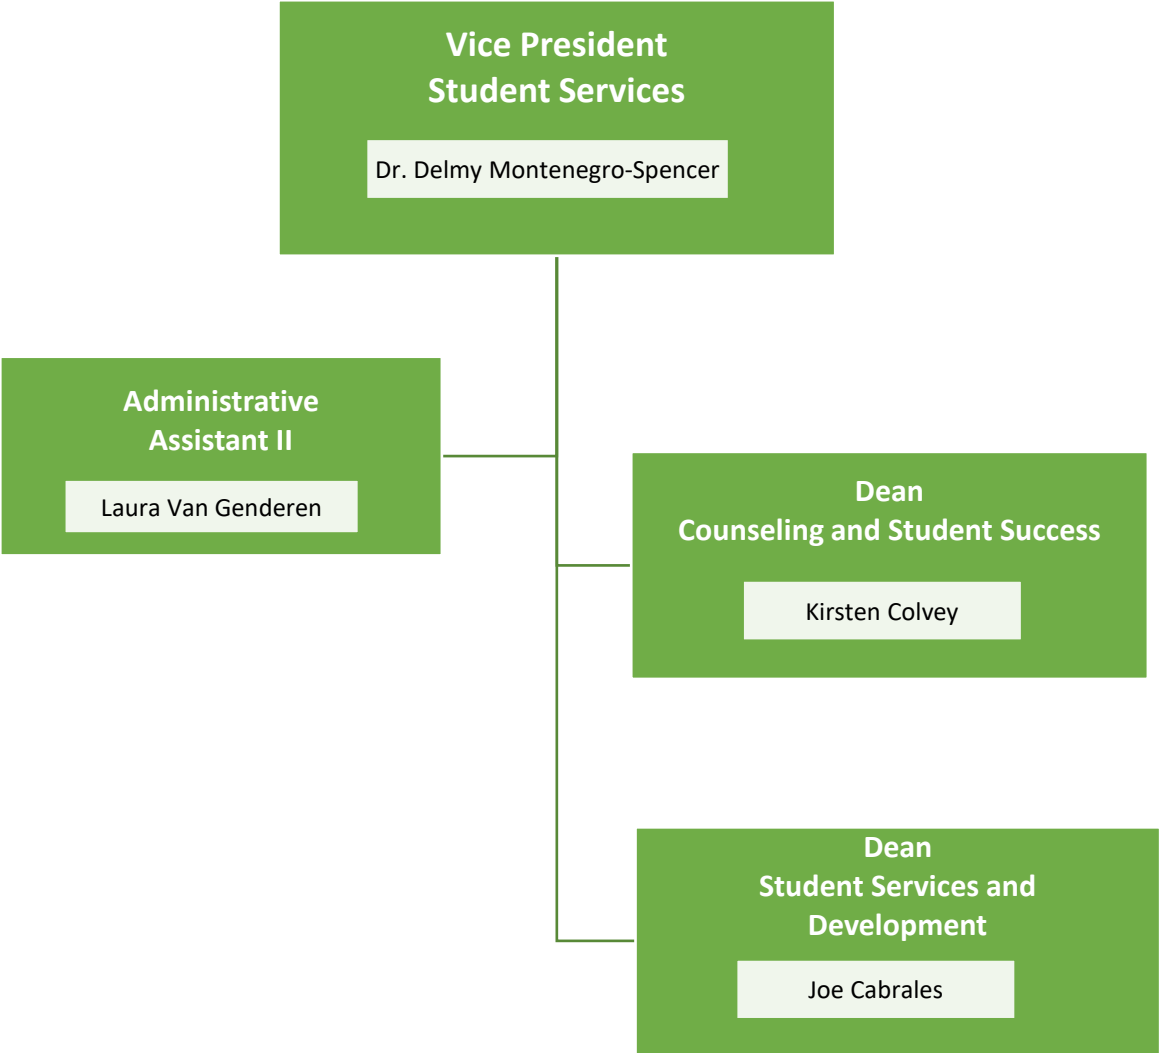 Vice President
Student Services
Dr. Delmy Montenegro-Spencer
Administrative
Assistant II
Laura Van Genderen
Dean
Counseling and Student Success
Kirsten Colvey
Dean
Student Services and
Development
Joe Cabrales